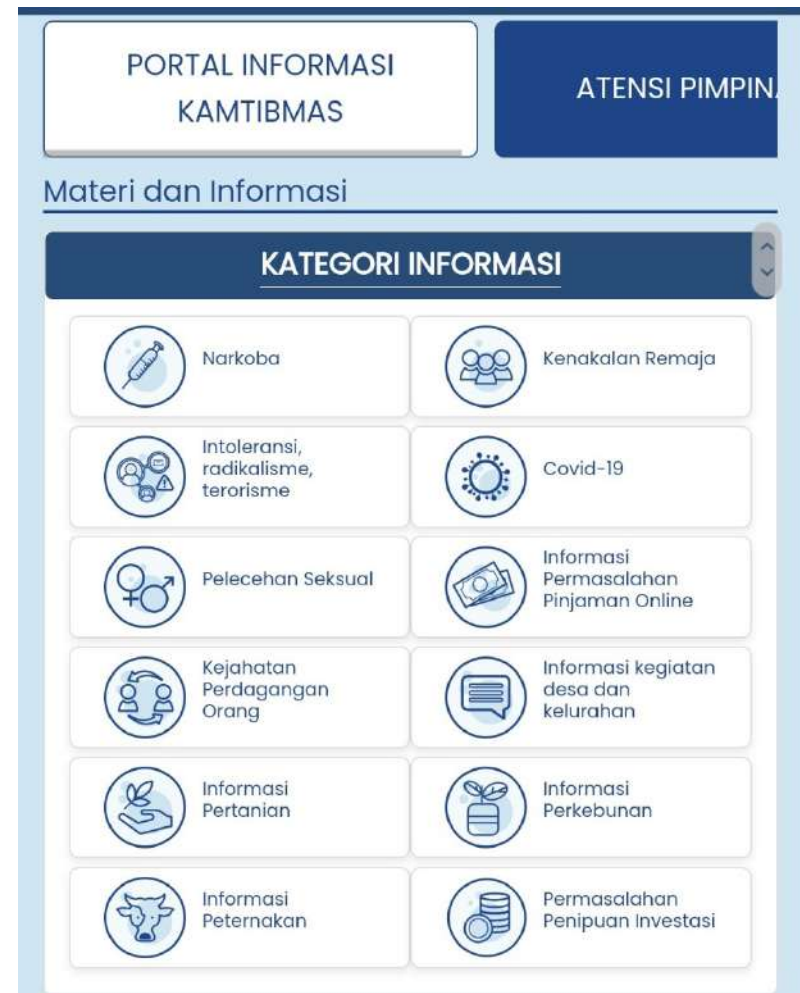 PORTAL INFORMASI
KAMTIBMAS
ATENSI PIMPIN
Materi dan Informasi
KATEGORI INFORMASI
Narkoba
Kenakalan Remaja
Intoleransi,
radikalisme,
terorisme
Covid-19
Pelecehan Seksual
Informasi
Permasalahan
Pinjaman Online
Kejahatan
Perdagangan
Orang
Informasi kegiatan
desa dan
kelurahan
Informasi
Pertanian
Informasi
Perkebunan
Informasi
Peternakan
Permasalahan
Penipuan Investasi